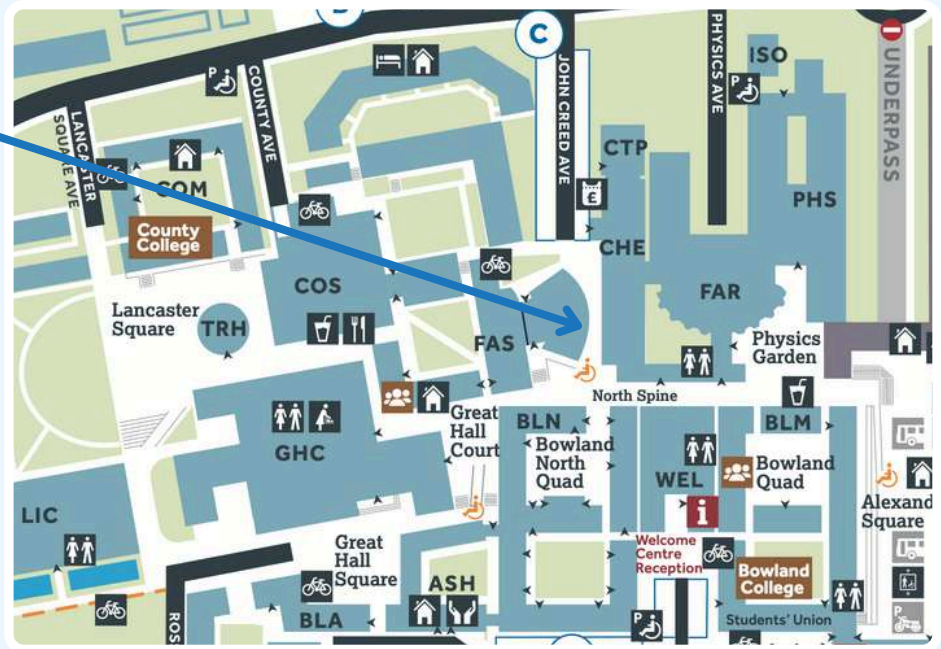 C
ISO
JOHN CREED AVE
PHYSICS AVE
P
P
UNDERPASS
COUNTY AVE
LANCASTER
SQUARE AVE
CTP
COM
£
PHS
County
College
CHE
COS
FAR
Lancaster
Square
TRH
FAS
Physics
Garden
North Spine
Great
Hall
Court
BLN
BLM
GHC
Bowland
North
Quad
WEL
Bowland
Quad
i
LIC
Square
Great
Hall
Square
Welcome
Centre
Reception
Bowland
College
ASH
BLA
P
Students' Union
P